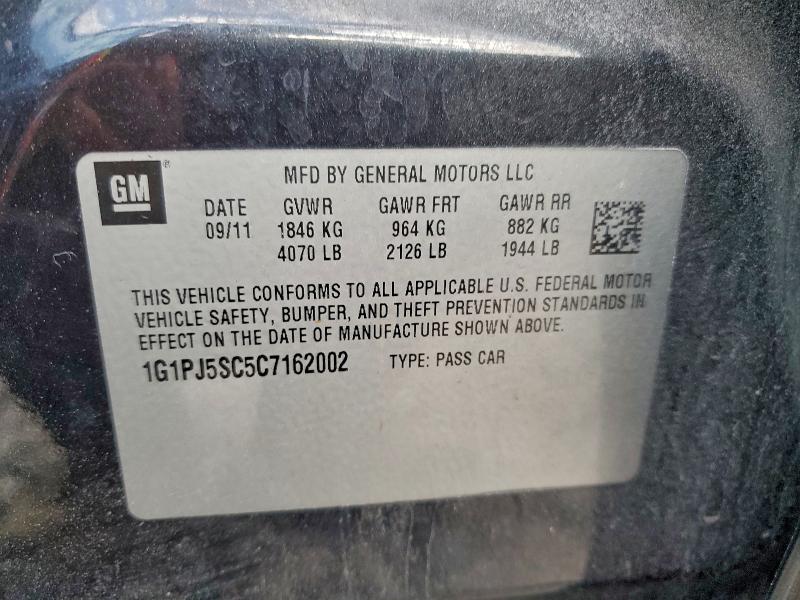 GM
MFD BY GENERAL MOTORS LLC
DATE GVWR GAWR FRT GAWR RR
09/11 1846 KG 964 KG 882 KG
4070 LB 2126 LB 1944 LB
THIS VEHICLE CONFORMS TO ALL APPLICABLE U.S. FEDERAL MOTOR
VEHICLE SAFETY, BUMPER, AND THEFT PREVENTION STANDARDS IN
EFFECT ON THE DATE OF MANUFACTURE SHOWN ABOVE.
1G1PJ5SC5C7162002 TYPE: PASS CAR